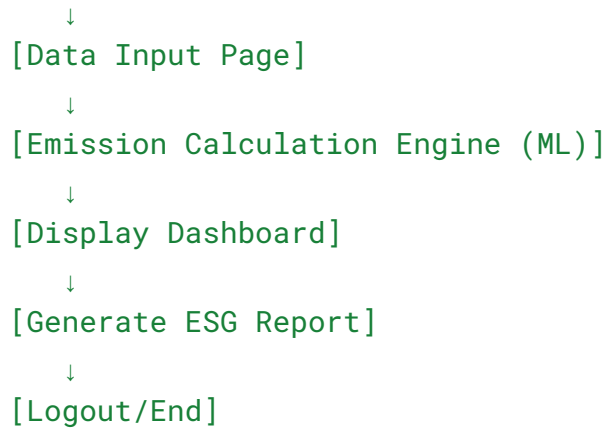 ↓
[Data Input Page]
↓
[Emission Calculation Engine (ML)]
↓
[Display Dashboard]
↓
[Generate ESG Report]
↓
[Logout/End]